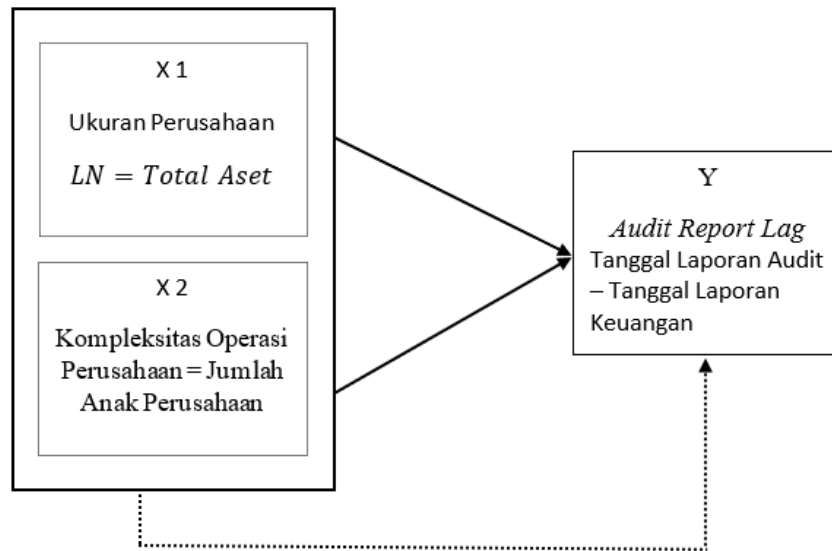 X 1
Ukuran Perusahaan
LN = Total Aset
X 2
Kompleksitas Operasi
Perusahaan = Jumlah
Anak Perusahaan
Y
Audit Report Lag
Tanggal Laporan Audit
– Tanggal Laporan
Keuangan